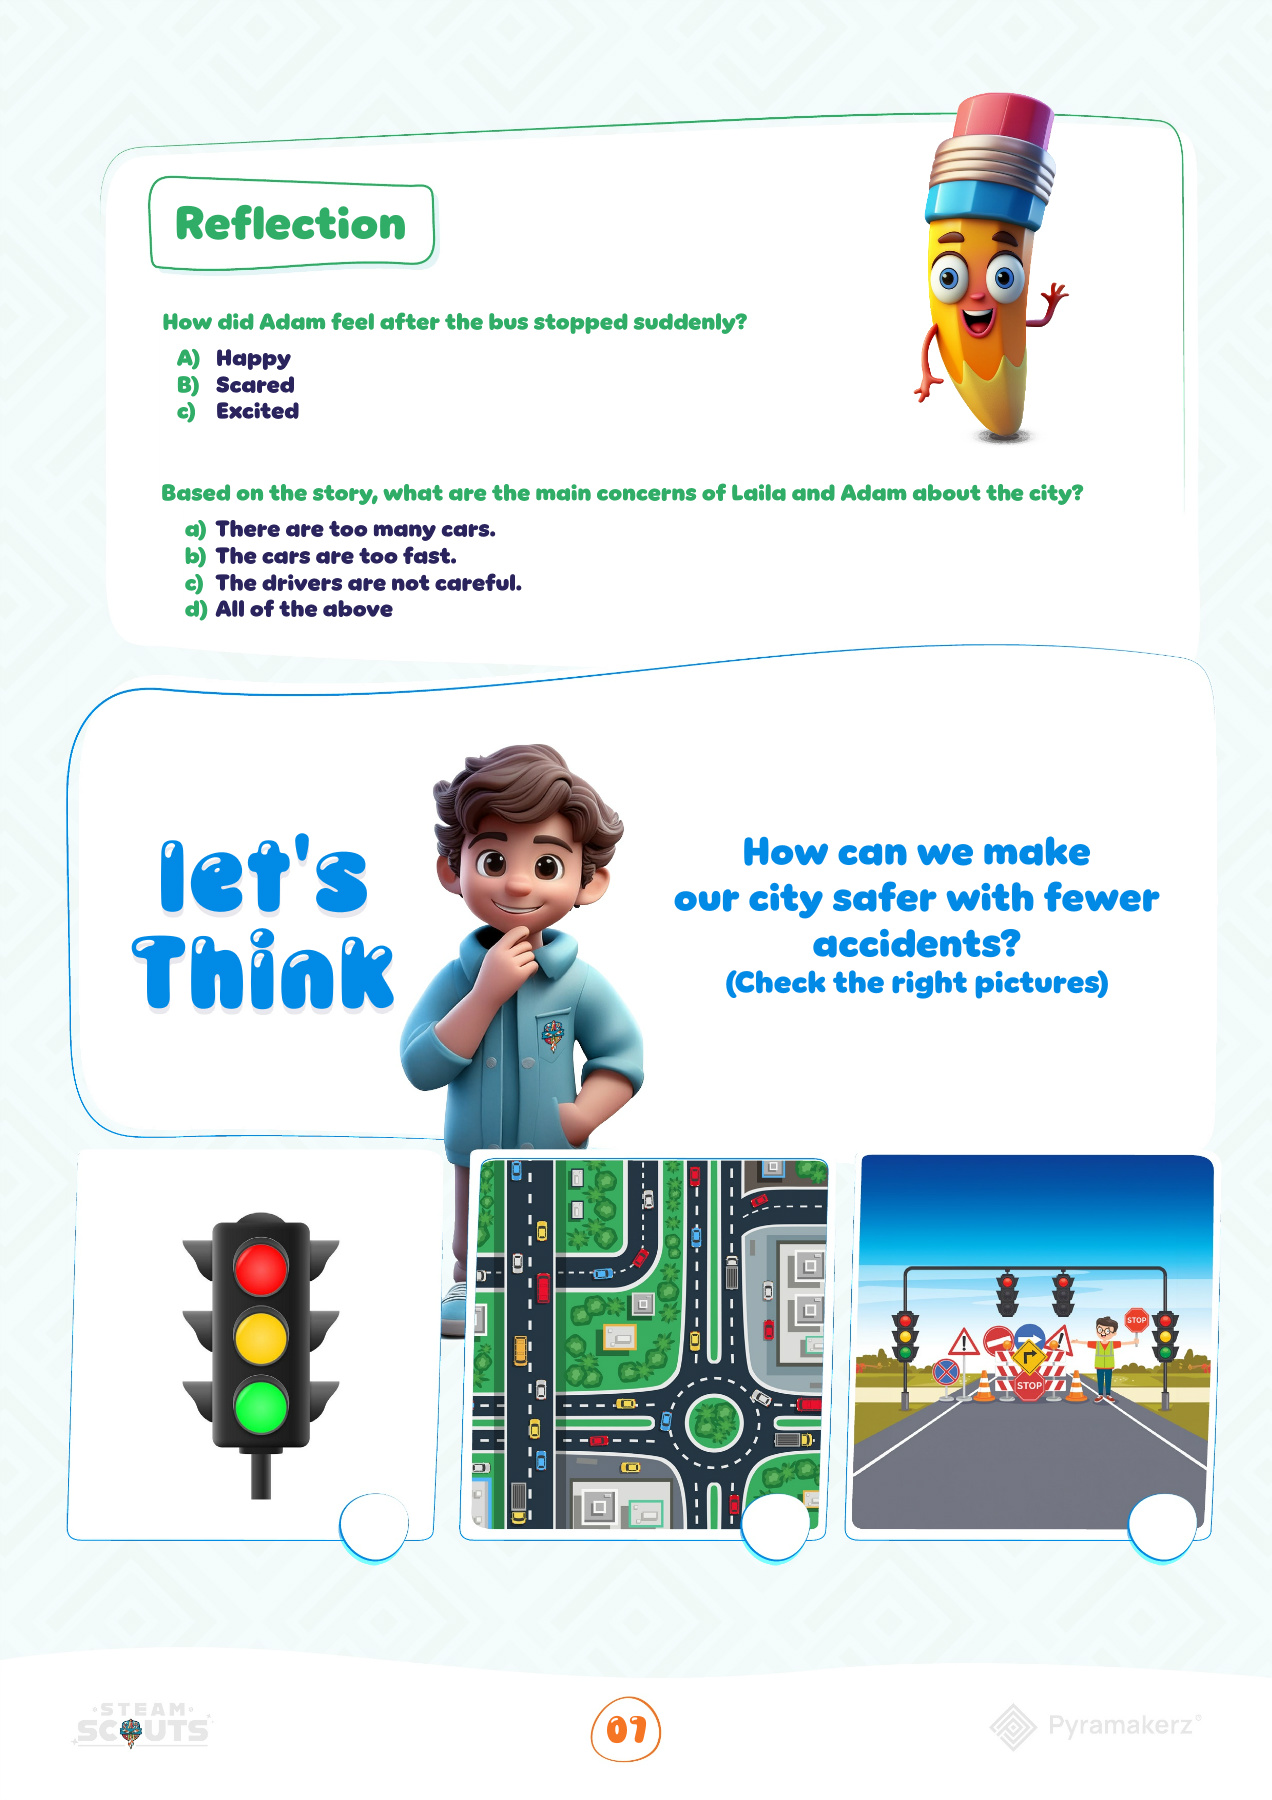 Reflection
How did Adam feel after the bus stopped suddenly?
A) Happy
B) Scared
c) Excited
Based on the story, what are the main concerns of Laila and Adam about the city?
a) There are too many cars.
b) The cars are too fast.
c) The drivers are not careful.
d) All of the above
let's
Think
How can we make
our city safer with fewer
accidents?
(Check the right pictures)
STOP
STOP
STEAM
SCOUTS
07
Pyramakerz